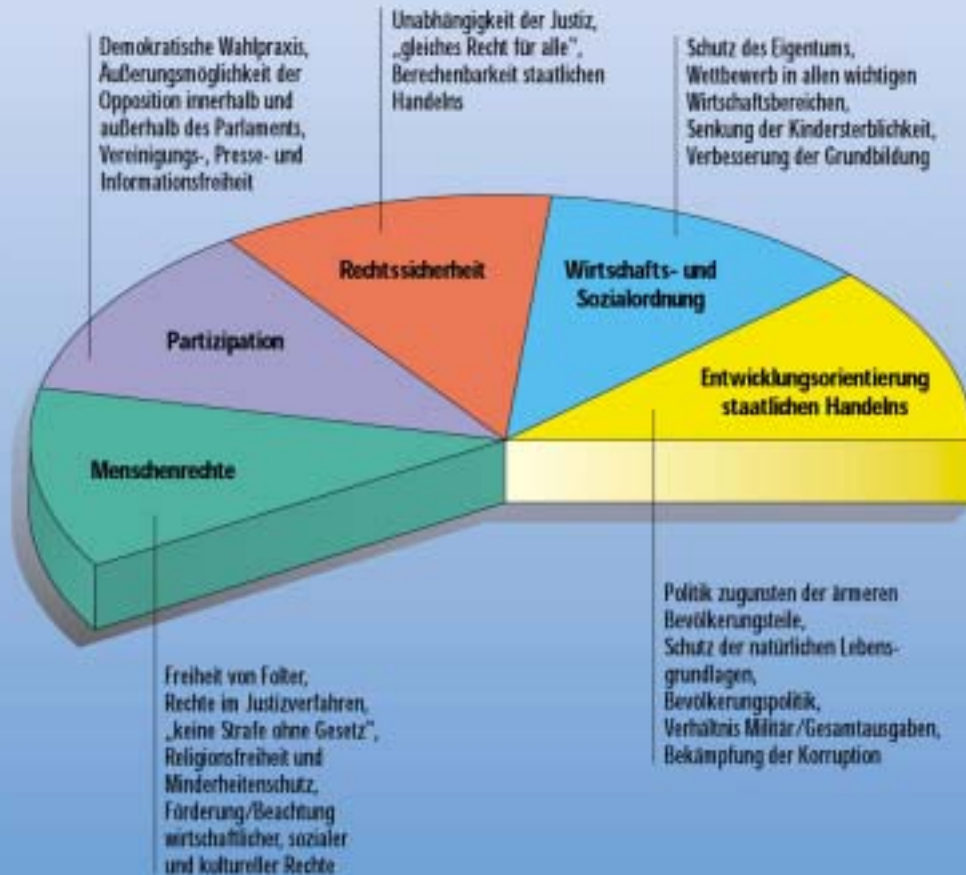 Demokratische Wahlpraxis,
Äußerungsmöglichkeit der
Opposition innerhalb und
außerhalb des Parlaments,
Vereinigungs-, Presse- und
Informationsfreiheit
Unabhängigkeit der Justiz,
„gleiches Recht für alle",
Berechenbarkeit staatlichen
Handelns
Schutz des Eigentums,
Wettbewerb in allen wichtigen
Wirtschaftsbereichen,
Senkung der Kindersterblichkeit,
Verbesserung der Grundbildung
Rechtssicherheit
Wirtschafts- und
Sozialordnung
Partizipation
Entwicklungsorientierung
staatlichen Handelns
Menschenrechte
Politik zugunsten der ärmeren
Bevölkerungsteile,
Schutz der natürlichen Lebens-
grundlagen,
Bevölkerungspolitik,
Verhältnis Militär/Gesamtausgaben,
Bekämpfung der Korruption
Freiheit von Folter,
Rechte im Justizverfahren,
„keine Strafe ohne Gesetz",
Religionsfreiheit und
Minderheitenschutz,
Förderung/Beachtung
wirtschaftlicher, sozialer
und kultureller Rechte